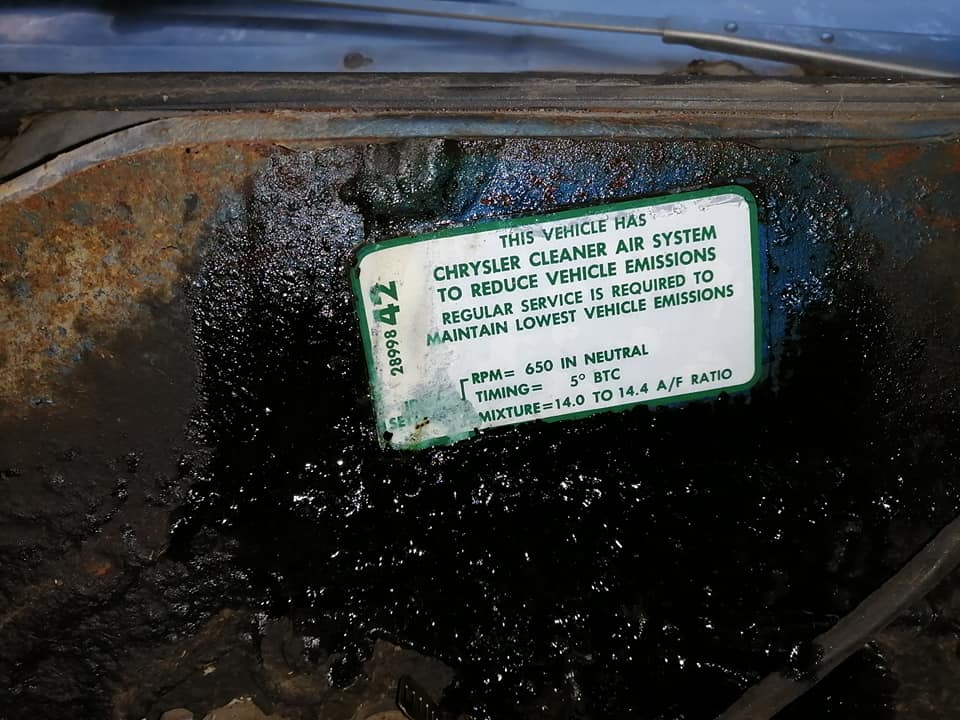 THIS VEHICLE HAS
CHRYSLER CLEANER AIR SYSTEM
TO REDUCE VEHICLE EMISSIONS
REGULAR SERVICE IS REQUIRED TO
MAINTAIN LOWEST VEHICLE EMISSIONS
RPM= 650 IN NEUTRAL
TIMING= 5° BTC
MIXTURE=14.0 TO 14.4 A/F RATIO
2899842